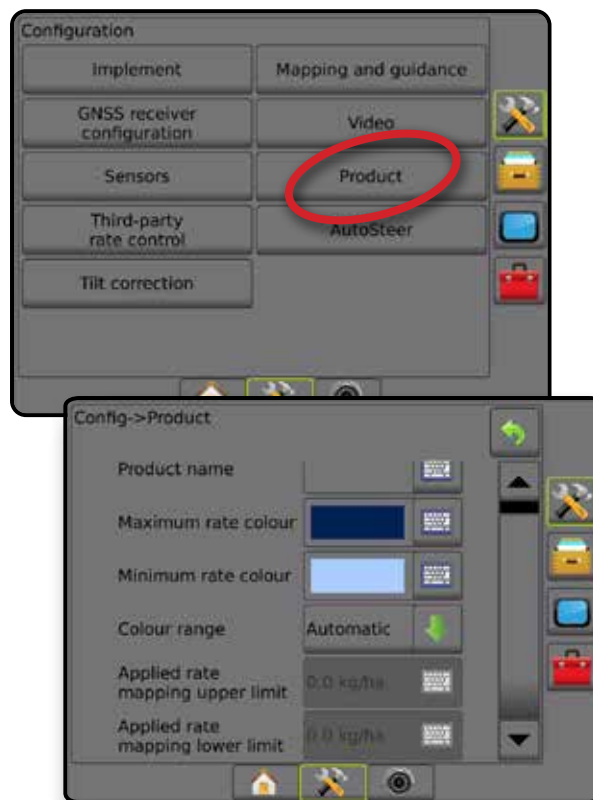 Configuration
Implement
Mapping and guidance
GNSS receiver
configuration
Video
Sensors
Product
Third-party
rate control
AutoSteer
Tilt correction
Config->Product
Product name
Maximum rate colour
Minimum rate colour
Colour range
Automatic
Applied rate
mapping upper limit
0.0 kg/ha
Applied rate
mapping lower limit
0.0 kg/ha